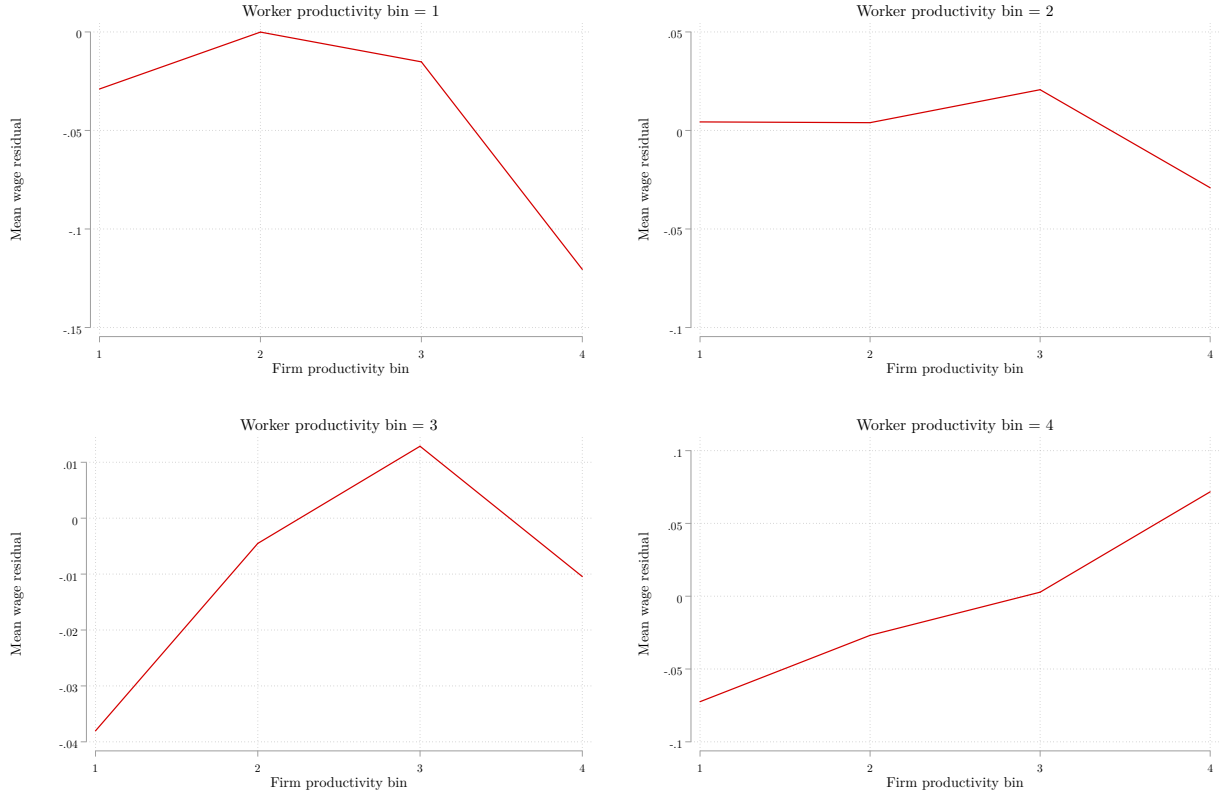 Worker productivity bin = 1
Mean wage residual
0
-.05
-.1
-.15
1 2 3 4
Firm productivity bin
Worker productivity bin = 2
Mean wage residual
.05
0
-.05
-.1
1 2 3 4
Firm productivity bin
Worker productivity bin = 3
Mean wage residual
.01
0
-.01
-.02
-.03
-.04
1 2 3 4
Firm productivity bin
Worker productivity bin = 4
Mean wage residual
.1
.05
0
-.05
-.1
1 2 3 4
Firm productivity bin